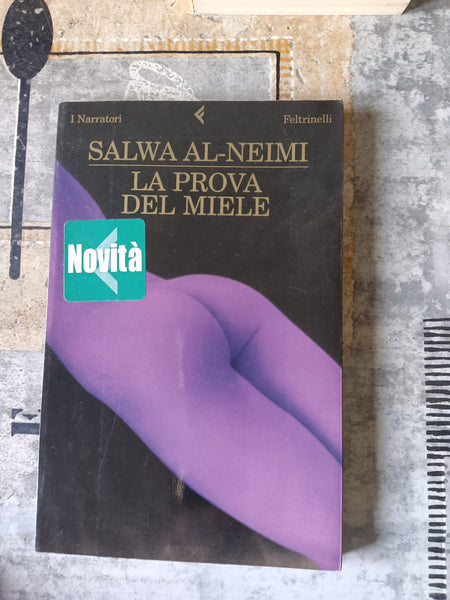 I Narratori
Feltrinelli
SALWA AL-NEIMI
LA PROVA
DEL MIELE
Novità